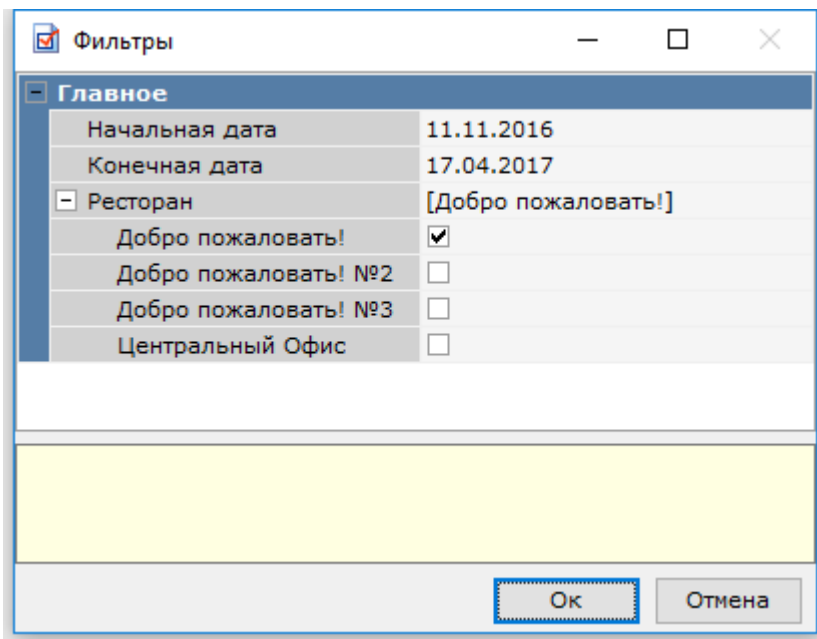 Фильтры
Главное
Начальная дата 11.11.2016
Конечная дата 17.04.2017
Ресторан [Добро пожаловать!]
Добро пожаловать!
Добро пожаловать! №2
Добро пожаловать! №3
Центральный Офис
Ок Отмена